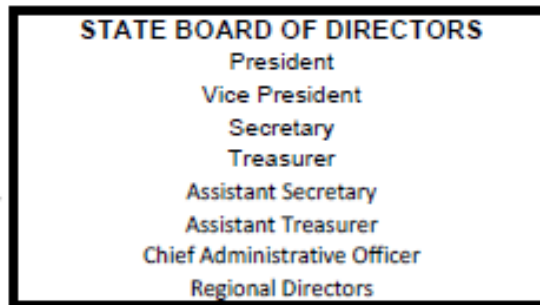 STATE BOARD OF DIRECTORS
President
Vice President
Secretary
Treasurer
Assistant Secretary
Assistant Treasurer
Chief Administrative Officer
Regional Directors